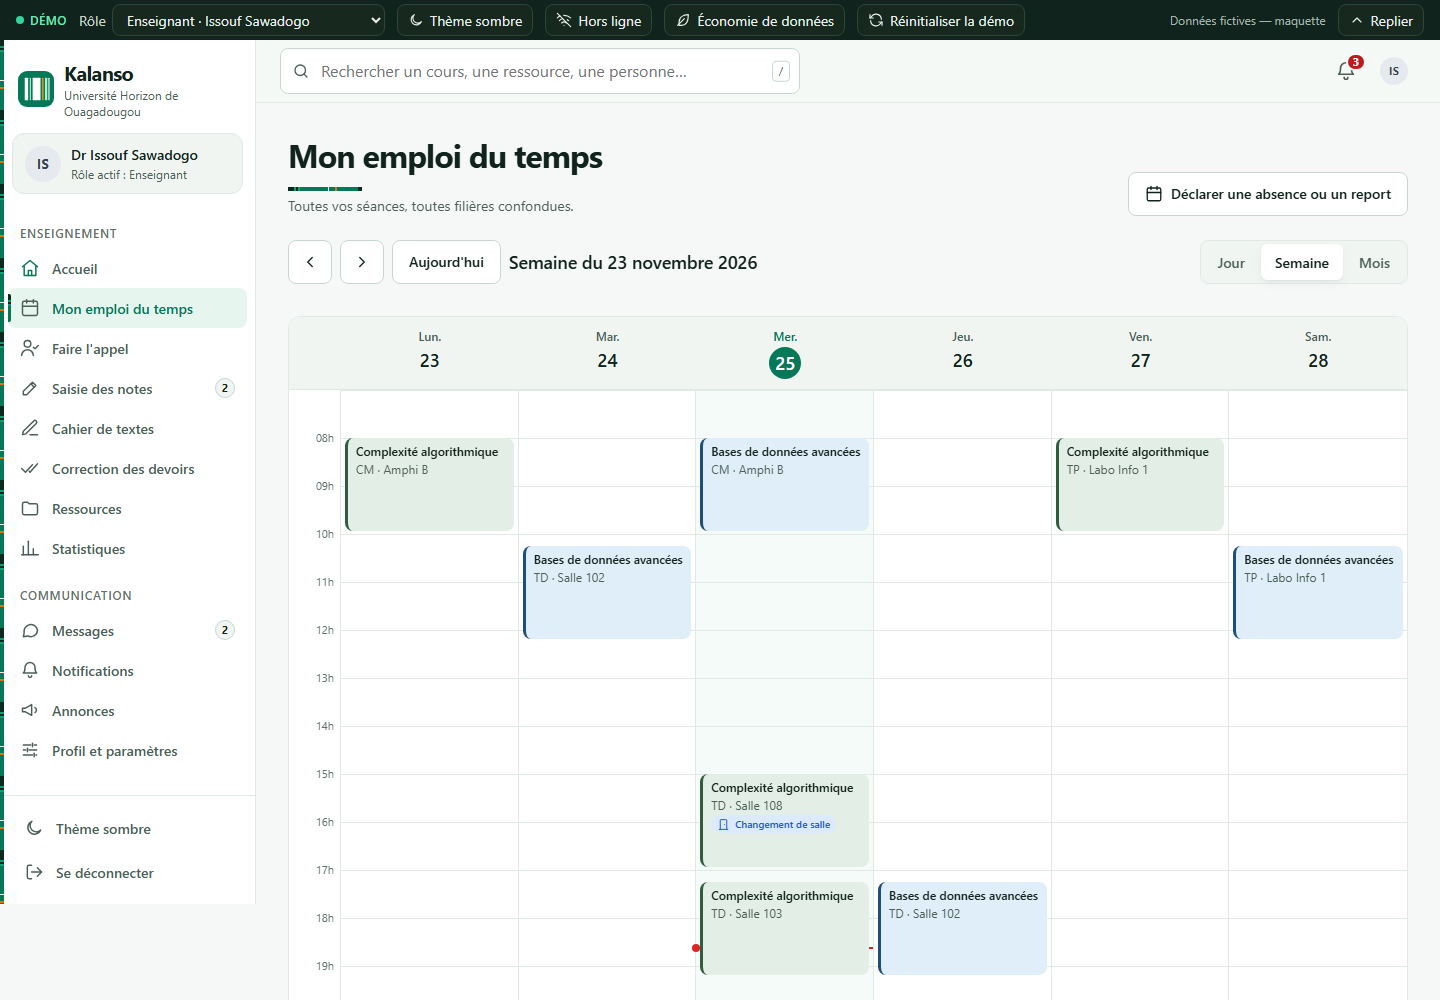 DÉMO Rôle Enseignant · Issouf Sawadogo Thème sombre Hors ligne Économie de données Réinitialiser la démo Données fictives — maquette Replier
Kalanso
Université Horizon de
Ouagadougou
Rechercher un cours, une ressource, une personne...
/
3
IS
IS
Dr Issouf Sawadogo
Rôle actif : Enseignant
ENSEIGNEMENT
Accueil
Mon emploi du temps
Faire l'appel
Saisie des notes 2
Cahier de textes
Correction des devoirs
Ressources
Statistiques
COMMUNICATION
Messages 2
Notifications
Annonces
Profil et paramètres
Thème sombre
Se déconnecter
Mon emploi du temps
Toutes vos séances, toutes filières confondues.
Déclarer une absence ou un report
Aujourd'hui Semaine du 23 novembre 2026
Jour Semaine Mois
Lun. Mar. Mer. Jeu. Ven. Sam.
23 24 25 26 27 28
08h
Complexité algorithmique
CM · Amphi B
Bases de données avancées
CM · Amphi B
Complexité algorithmique
TP · Labo Info 1
09h
10h
Bases de données avancées
TD · Salle 102
Bases de données avancées
TP · Labo Info 1
11h
12h
13h
14h
15h
Complexité algorithmique
TD · Salle 108
Changement de salle
16h
17h
Complexité algorithmique
TD · Salle 103
Bases de données avancées
TD · Salle 102
18h
19h